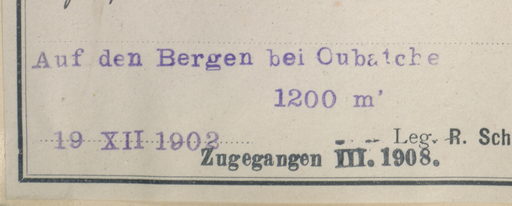 Auf den Bergen bei Oubatche
1200 m'
19 XII 1902
Leg. R. Sch
Zugegangen III. 1908.